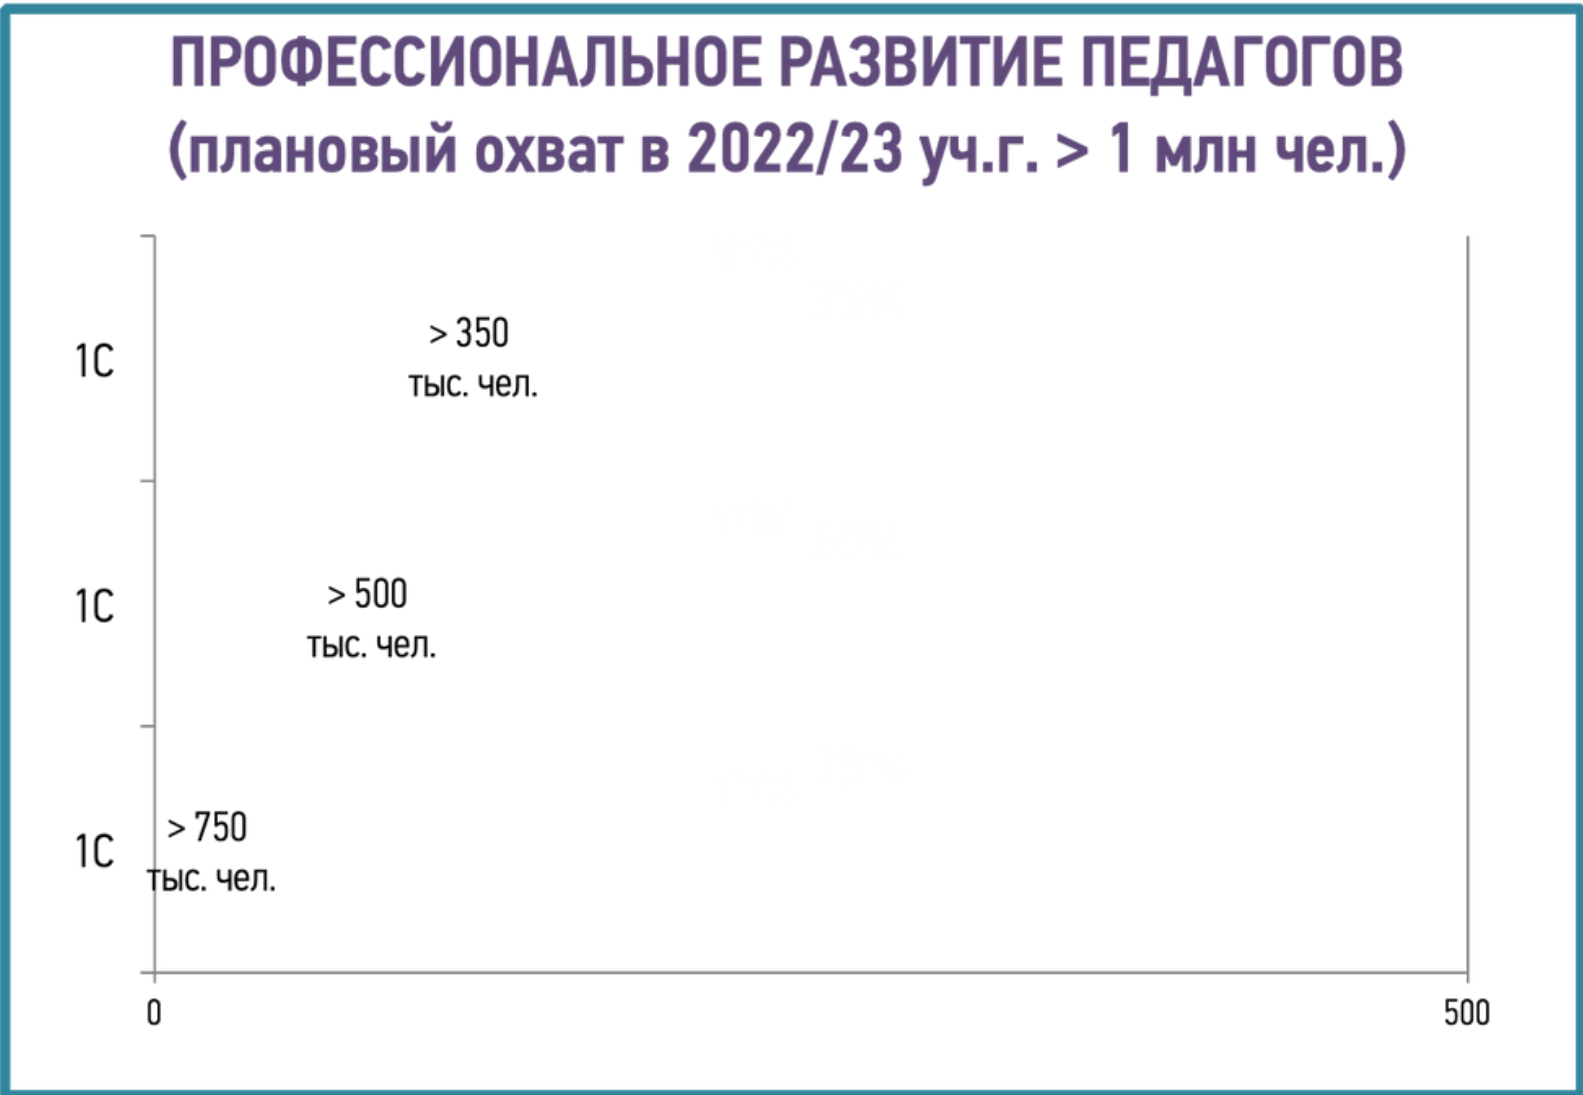 ПРОФЕССИОНАЛЬНОЕ РАЗВИТИЕ ПЕДАГОГОВ
(плановый охват в 2022/23 уч.г. > 1 млн чел.)
1С
> 350
тыс. чел.
1С
> 500
тыс. чел.
1С
> 750
тыс. чел.
0
500